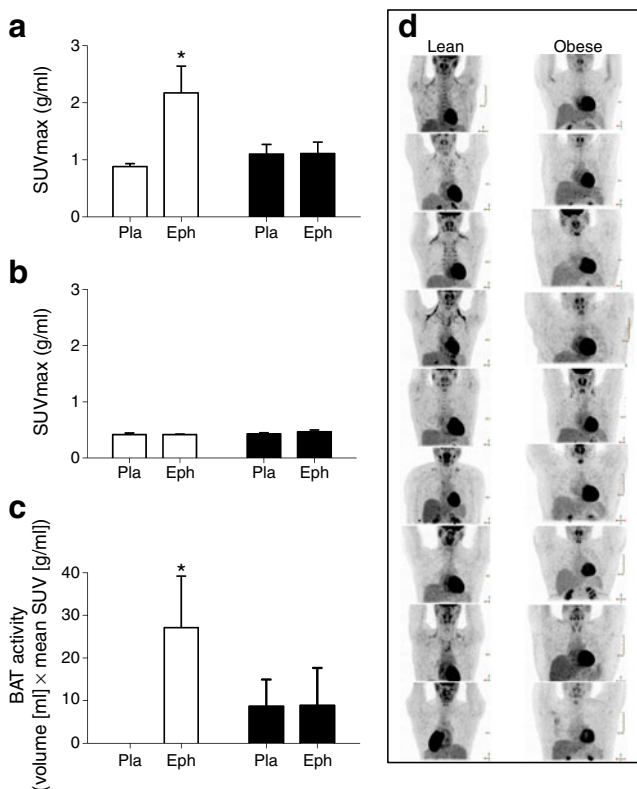 a
SUVmax (g/ml)
3
2
1
0
*
Pla Eph Pla Eph
b
SUVmax (g/ml)
3
2
1
0
Pla Eph Pla Eph
c
BAT activity
(volume [ml] × mean SUV [g/ml])
40
30
20
10
0
*
Pla Eph Pla Eph
d
Lean Obese